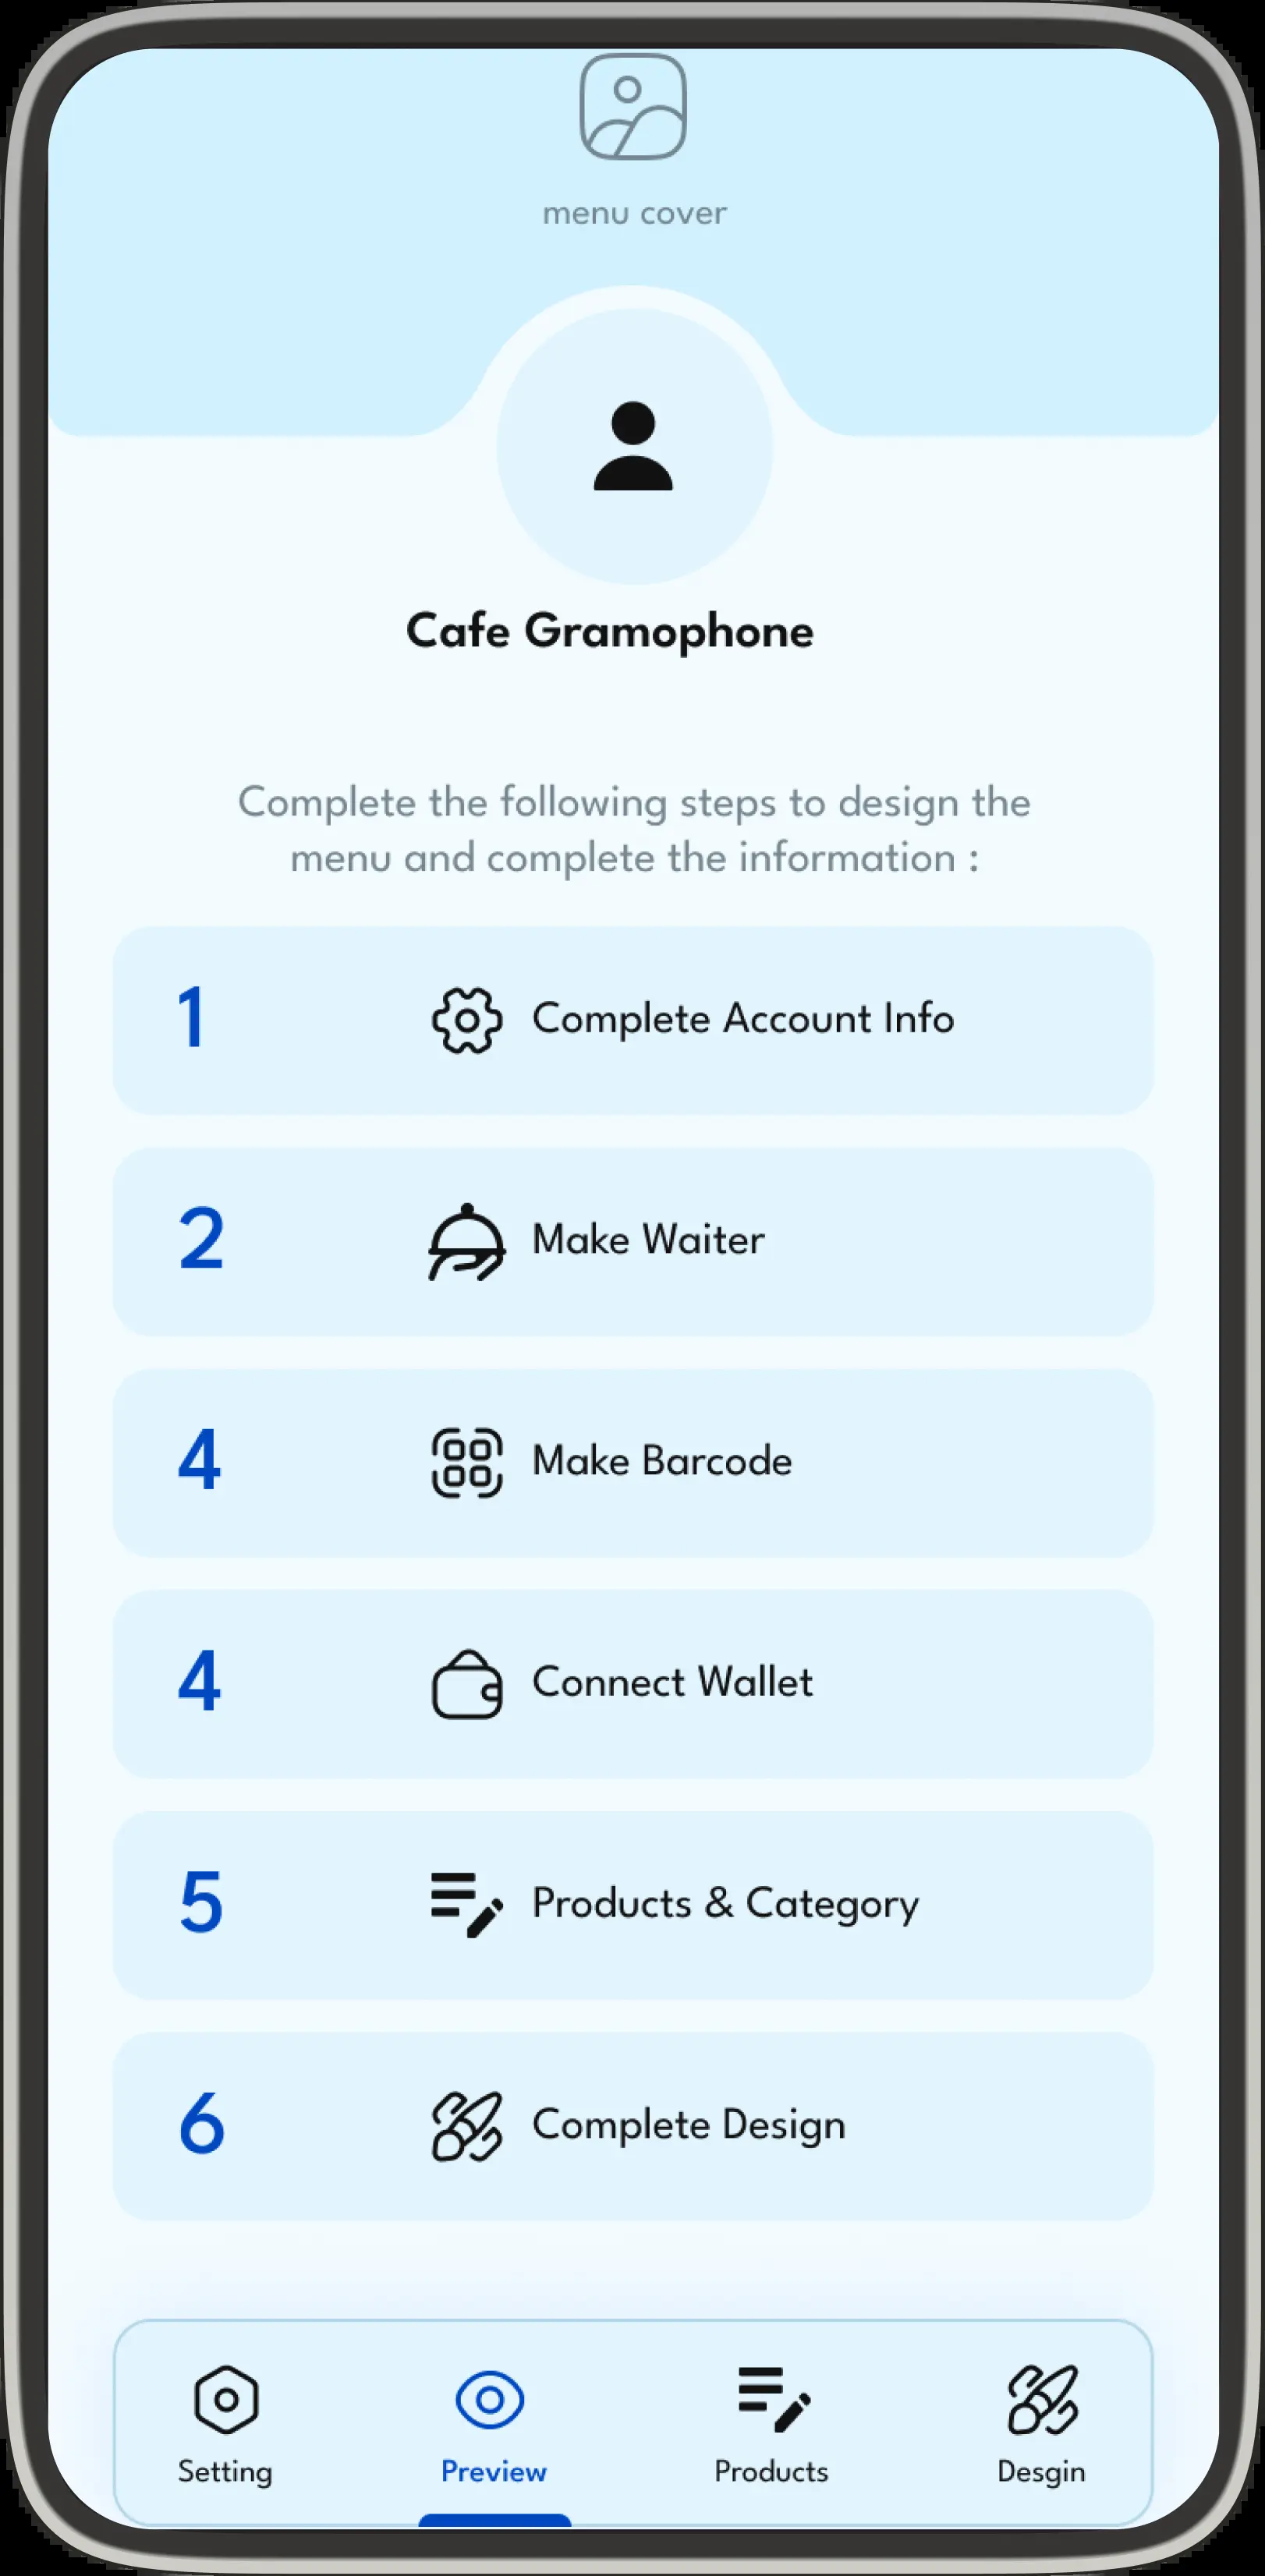 menu cover
Cafe Gramophone
Complete the following steps to design the
menu and complete the information :
1 Complete Account Info
2 Make Waiter
4 Make Barcode
4 Connect Wallet
5 Products & Category
6 Complete Design
Setting Preview Products Desgin